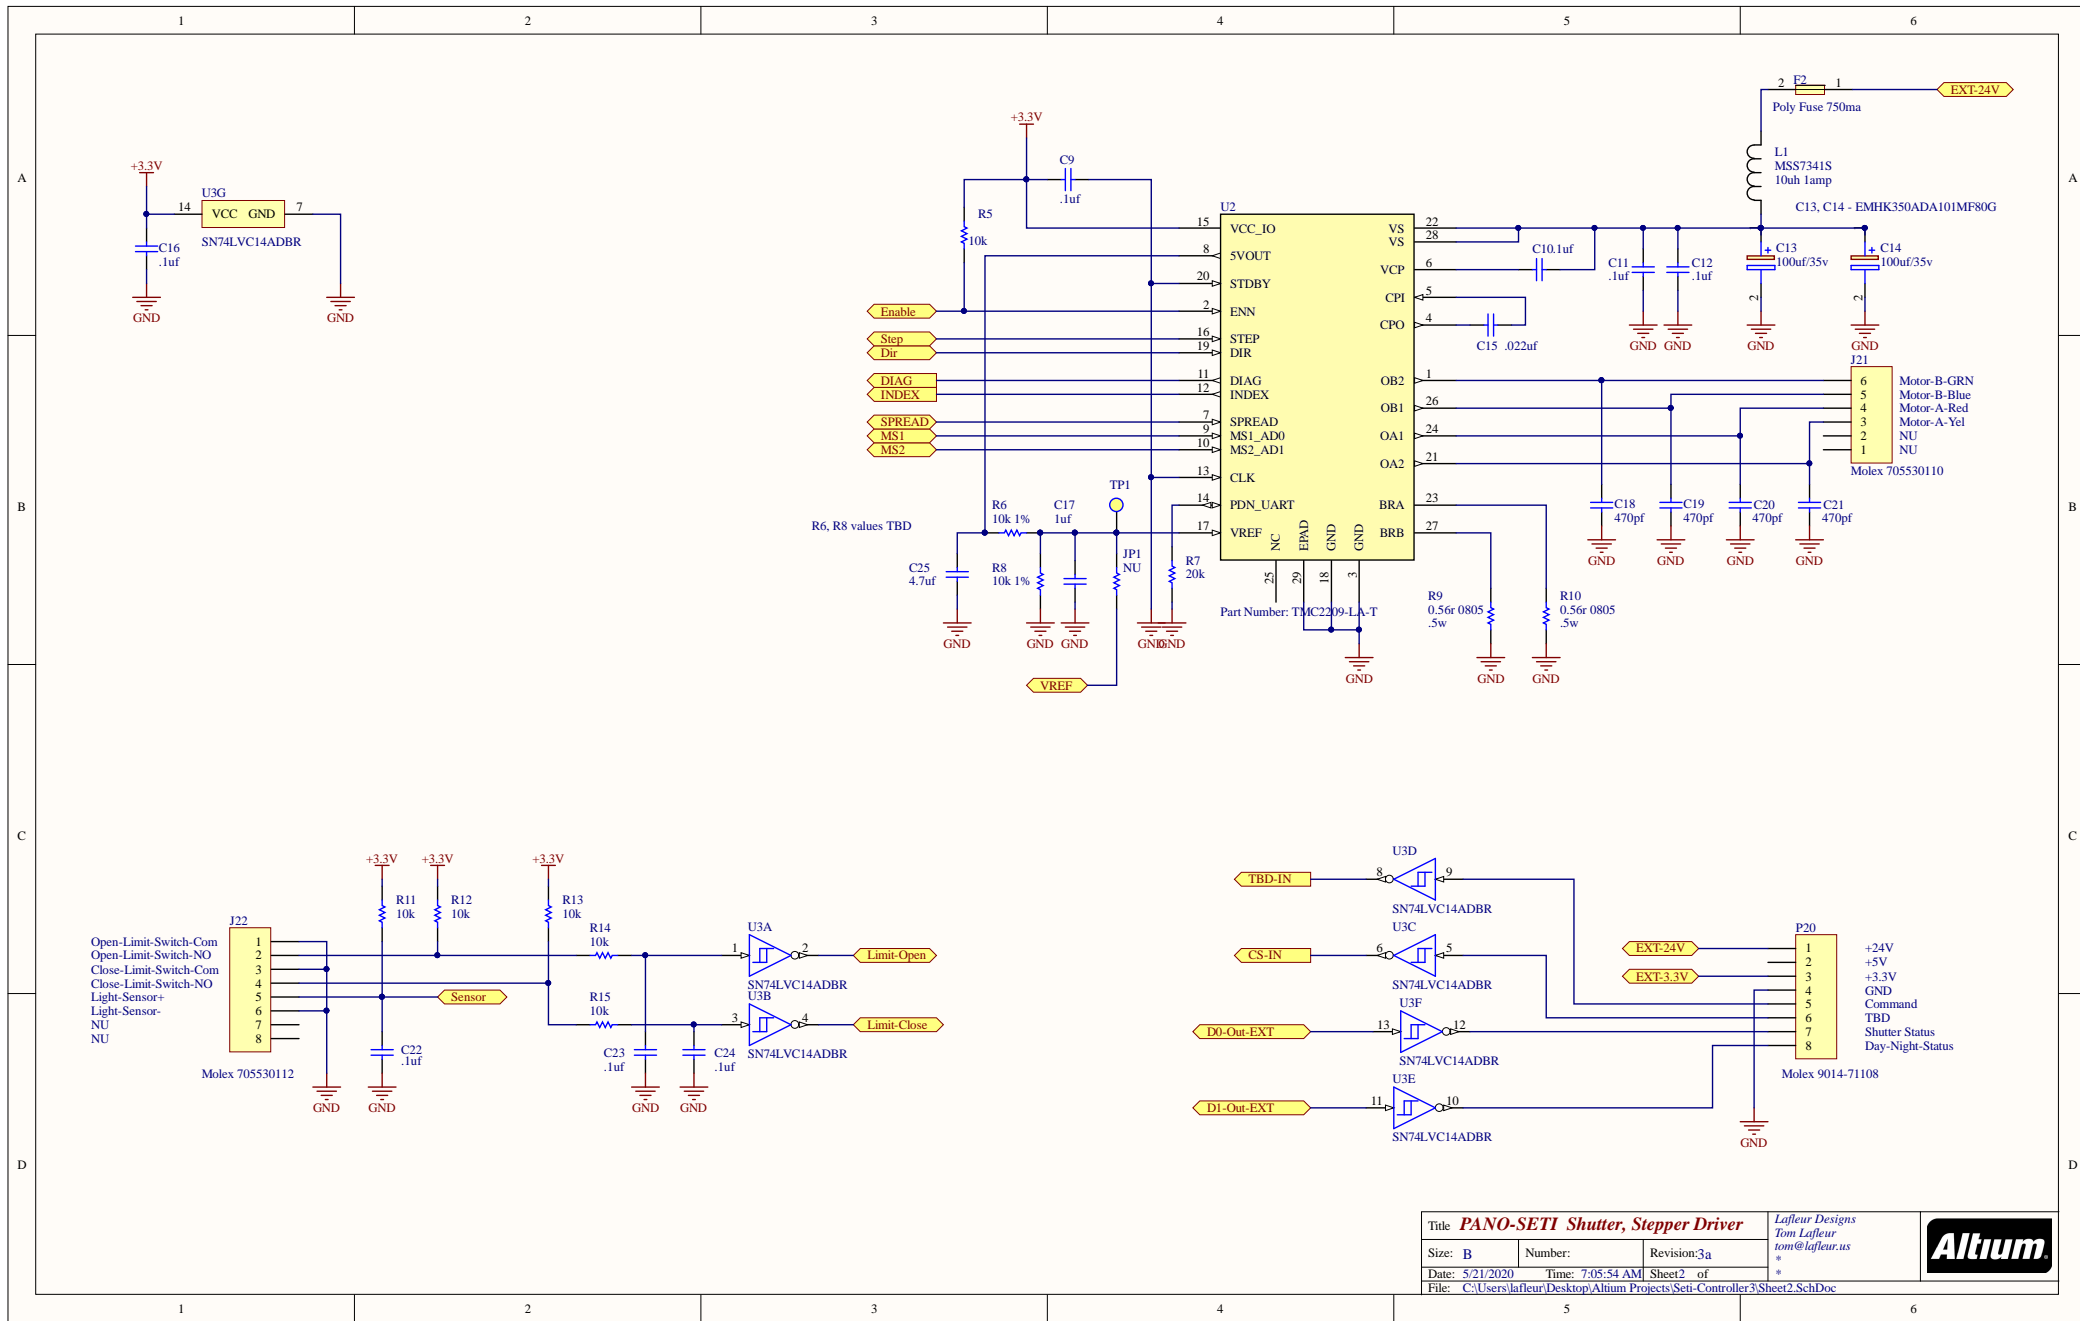 1 2 3 4 5 6
A
B
C
D
A
B
C
D
1 2 3 4 5 6
+3.3V
U3G
14 VCC GND 7
SN74LVC14ADBR
C16
.1uf
GND
GND
+3.3V
C9
.1uf
R5
10k
Enable
Step
Dir
DIAG
INDEX
SPREAD
MS1
MS2
R6, R8 values TBD
R6
10k 1%
C17
1uf
TP1
C25
4.7uf
R8
10k 1%
JP1
NU
R7
20k
GND
GND
GND
GND
GND
VREF
U2
15 VCC_IO
8 5VOUT
20 STDBY
2 ENN
16 STEP
19 DIR
11 DIAG
12 INDEX
7 SPREAD
9 MS1_AD0
10 MS2_AD1
13 CLK
14 PDN_UART
17 VREF
NC
EPAD
GND
GND
25
29
18
3
VS 22
VS 28
VCP 6
CPI 5
CPO 4
OB2 1
OB1 26
OA1 24
OA2 21
BRA 23
BRB 27
Part Number: TMC2209-LA-T
GND
2 F2 1
EXT-24V
Poly Fuse 750ma
L1
MSS7341S
10uh 1amp
C13, C14 - EMHK350ADA101MF80G
C10 .1uf
C11
.1uf
C12
.1uf
+ C13
100uf/35v
2
+ C14
100uf/35v
2
C15 .022uf
GND
GND
GND
GND
J21
6 Motor-B-GRN
5 Motor-B-Blue
4 Motor-A-Red
3 Motor-A-Yel
2 NU
1 NU
Molex 705530110
C18
470pf
C19
470pf
C20
470pf
C21
470pf
GND
GND
GND
GND
R9
0.56r 0805
.5w
R10
0.56r 0805
.5w
GND
GND
+3.3V
+3.3V
+3.3V
R11
10k
R12
10k
R13
10k
J22
Open-Limit-Switch-Com 1
Open-Limit-Switch-NO 2
Close-Limit-Switch-Com 3
Close-Limit-Switch-NO 4
Light-Sensor+ 5
Light-Sensor- 6
NU 7
NU 8
Molex 705530112
Sensor
R14
10k
R15
10k
C22
.1uf
C23
.1uf
C24
.1uf
GND
GND
GND
GND
U3A
1 2
SN74LVC14ADBR
Limit-Open
U3B
3 4
SN74LVC14ADBR
Limit-Close
U3D
TBD-IN
8 9
SN74LVC14ADBR
U3C
CS-IN
6 5
SN74LVC14ADBR
U3F
D0-Out-EXT
13 12
SN74LVC14ADBR
U3E
D1-Out-EXT
11 10
SN74LVC14ADBR
P20
EXT-24V
EXT-3.3V
1 +24V
2 +5V
3 +3.3V
4 GND
5 Command
6 TBD
7 Shutter Status
8 Day-Night-Status
Molex 9014-71108
GND
Title PANO-SETI Shutter, Stepper Driver
Size: B Number: Revision:3a
Date: 5/21/2020 Time: 7:05:54 AM Sheet2 of
File: C:\Users\lafleur\Desktop\Altium Projects\Seti-Controller3\Sheet2.SchDoc
Lafleur Designs
Tom Lafleur
tom@lafleur.us
*
*
Altium